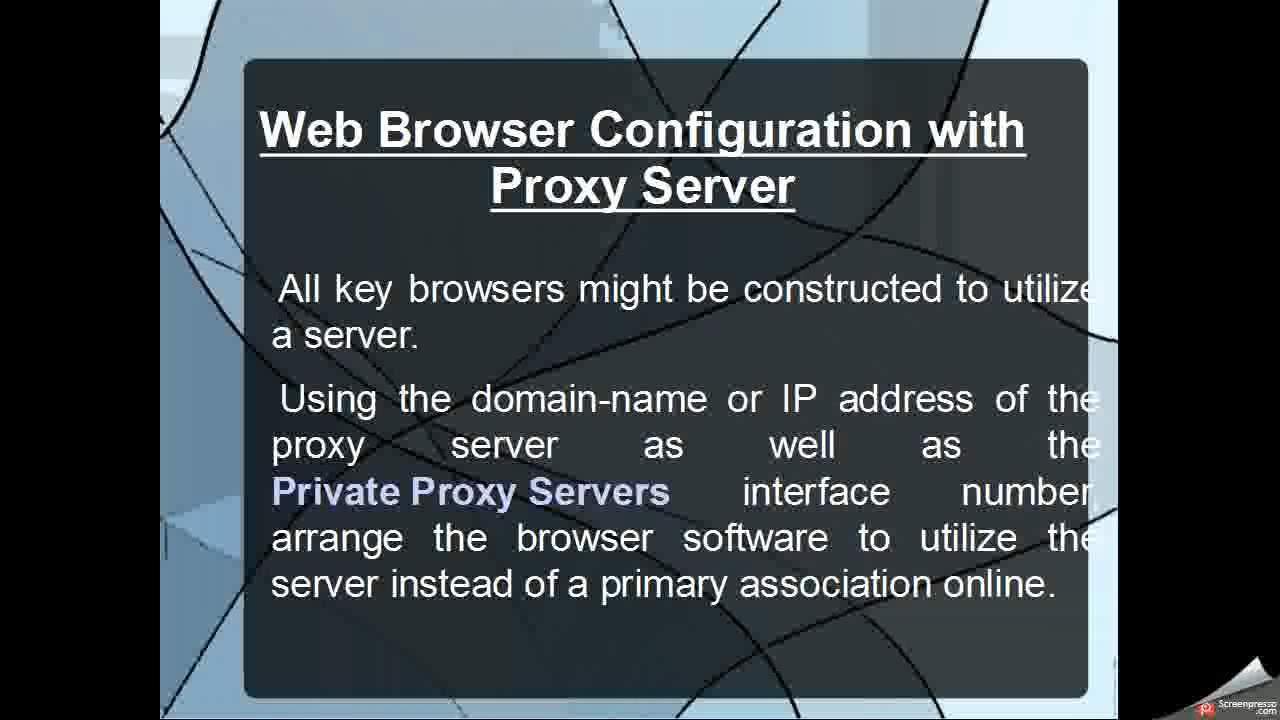 Web Browser Configuration with
Proxy Server
All key browsers might be constructed to utilize
a server.
Using the domain-name or IP address of the
proxy server as well as the
Private Proxy Servers interface number,
arrange the browser software to utilize the
server instead of a primary association online.
Screenpresso
.com